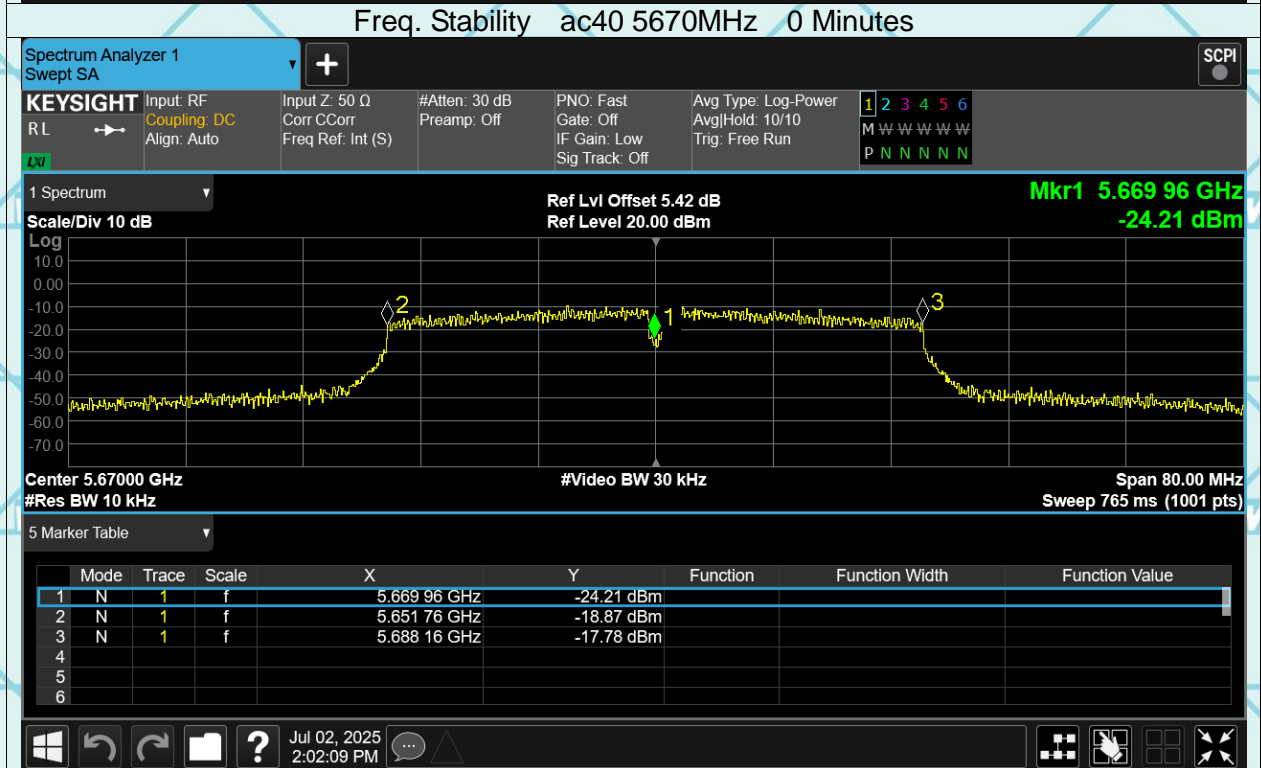 Freq. Stability ac40 5670MHz 0 Minutes
Spectrum Analyzer 1
Swept SA
+
SCPI
KEYSIGHT
RL
LXI
Input: RF
Coupling: DC
Align: Auto
Input Z: 50 Ω
Corr CCorr
Freq Ref: Int (S)
#Atten: 30 dB
Preamp: Off
PNO: Fast
Gate: Off
IF Gain: Low
Sig Track: Off
Avg Type: Log-Power
Avg|Hold: 10/10
Trig: Free Run
1 2 3 4 5 6
M W W W W W
P N N N N N
1 Spectrum
Scale/Div 10 dB
Ref Lvl Offset 5.42 dB
Ref Level 20.00 dBm
Mkr1 5.669 96 GHz
-24.21 dBm
Log
10.0
0.00
-10.0
-20.0
-30.0
-40.0
-50.0
-60.0
-70.0
2
1
3
Center 5.67000 GHz
#Video BW 30 kHz
Span 80.00 MHz
#Res BW 10 kHz
Sweep 765 ms (1001 pts)
5 Marker Table
Mode Trace Scale X Y Function Function Width Function Value
1 N 1 f 5.669 96 GHz -24.21 dBm
2 N 1 f 5.651 76 GHz -18.87 dBm
3 N 1 f 5.688 16 GHz -17.78 dBm
4
5
6
?
Jul 02, 2025
2:02:09 PM